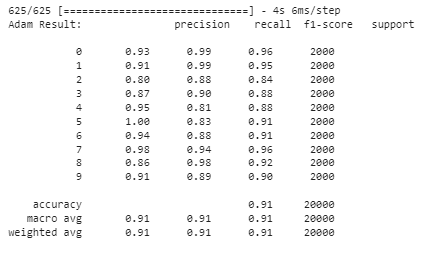 625/625 [==============================] - 4s 6ms/step
Adam Result: precision recall f1-score support
0 0.93 0.99 0.96 2000
1 0.91 0.99 0.95 2000
2 0.80 0.88 0.84 2000
3 0.87 0.90 0.88 2000
4 0.95 0.81 0.88 2000
5 1.00 0.83 0.91 2000
6 0.94 0.88 0.91 2000
7 0.98 0.94 0.96 2000
8 0.86 0.98 0.92 2000
9 0.91 0.89 0.90 2000
accuracy 0.91 20000
macro avg 0.91 0.91 0.91 20000
weighted avg 0.91 0.91 0.91 20000